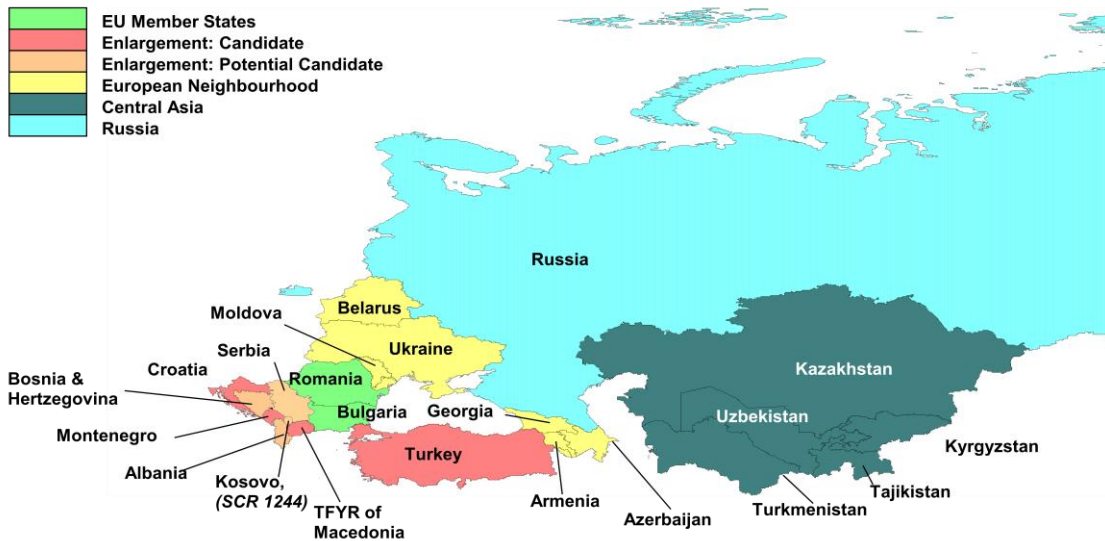 EU Member States
Enlargement: Candidate
Enlargement: Potential Candidate
European Neighbourhood
Central Asia
Russia
Russia
Belarus
Moldova
Ukraine
Serbia
Croatia
Romania
Kazakhstan
Bosnia &
Hertzegovina
Bulgaria
Georgia
Uzbekistan
Montenegro
Kyrgyzstan
Turkey
Albania
Kosovo,
(SCR 1244)
TFYR of
Macedonia
Armenia
Azerbaijan
Turkmenistan
Tajikistan